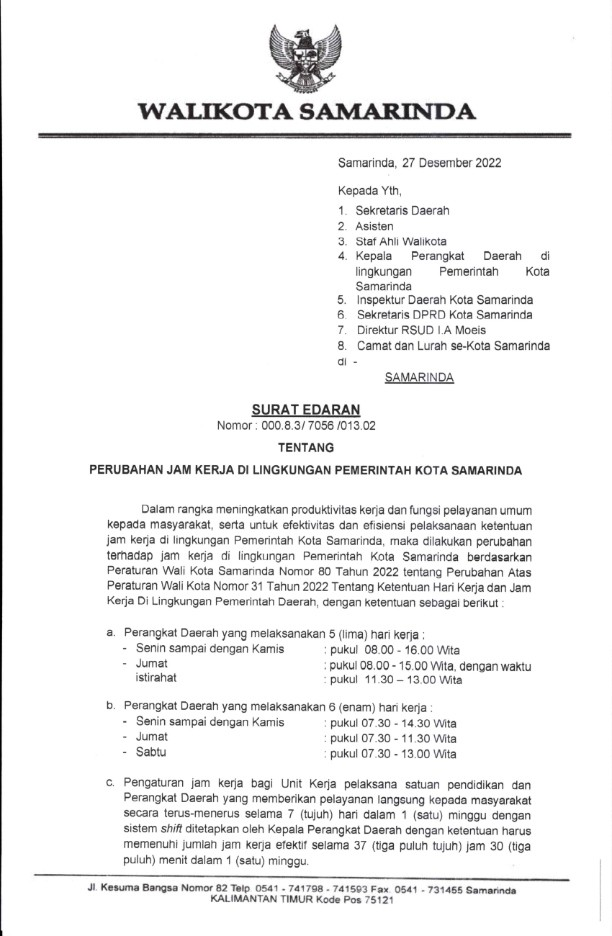 WALIKOTA SAMARINDA
Samarinda, 27 Desember 2022
Kepada Yth,
1. Sekretaris Daerah
2. Asisten
3. Staf Ahli Walikota
4. Kepala Perangkat Daerah di
lingkungan Pemerintah Kota
Samarinda
5. Inspektur Daerah Kota Samarinda
6. Sekretaris DPRD Kota Samarinda
7. Direktur RSUD I.A Moeis
8. Camat dan Lurah se-Kota Samarinda
di -
SAMARINDA
SURAT EDARAN
Nomor : 000.8.3/ 7056 /013.02
TENTANG
PERUBAHAN JAM KERJA DI LINGKUNGAN PEMERINTAH KOTA SAMARINDA
Dalam rangka meningkatkan produktivitas kerja dan fungsi pelayanan umum
kepada masyarakat, serta untuk efektivitas dan efisiensi pelaksanaan ketentuan
jam kerja di lingkungan Pemerintah Kota Samarinda, maka dilakukan perubahan
terhadap jam kerja di lingkungan Pemerintah Kota Samarinda berdasarkan
Peraturan Wali Kota Samarinda Nomor 80 Tahun 2022 tentang Perubahan Atas
Peraturan Wali Kota Nomor 31 Tahun 2022 Tentang Ketentuan Hari Kerja dan Jam
Kerja Di Lingkungan Pemerintah Daerah, dengan ketentuan sebagai berikut :
a. Perangkat Daerah yang melaksanakan 5 (lima) hari kerja :
- Senin sampai dengan Kamis : pukul 08.00 - 16.00 Wita
- Jumat : pukul 08.00 - 15.00 Wita, dengan waktu
istirahat : pukul 11.30 – 13.00 Wita
b. Perangkat Daerah yang melaksanakan 6 (enam) hari kerja :
- Senin sampai dengan Kamis : pukul 07.30 - 14.30 Wita
- Jumat : pukul 07.30 - 11.30 Wita
- Sabtu : pukul 07.30 - 13.00 Wita
c. Pengaturan jam kerja bagi Unit Kerja pelaksana satuan pendidikan dan
Perangkat Daerah yang memberikan pelayanan langsung kepada masyarakat
secara terus-menerus selama 7 (tujuh) hari dalam 1 (satu) minggu dengan
sistem shift ditetapkan oleh Kepala Perangkat Daerah dengan ketentuan harus
memenuhi jumlah jam kerja efektif selama 37 (tiga puluh tujuh) jam 30 (tiga
puluh) menit dalam 1 (satu) minggu.
Jl. Kesuma Bangsa Nomor 82 Telp 0541 - 741798 - 741593 Fax. 0541 - 731455 Samarinda
KALIMANTAN TIMUR Kode Pos 75121